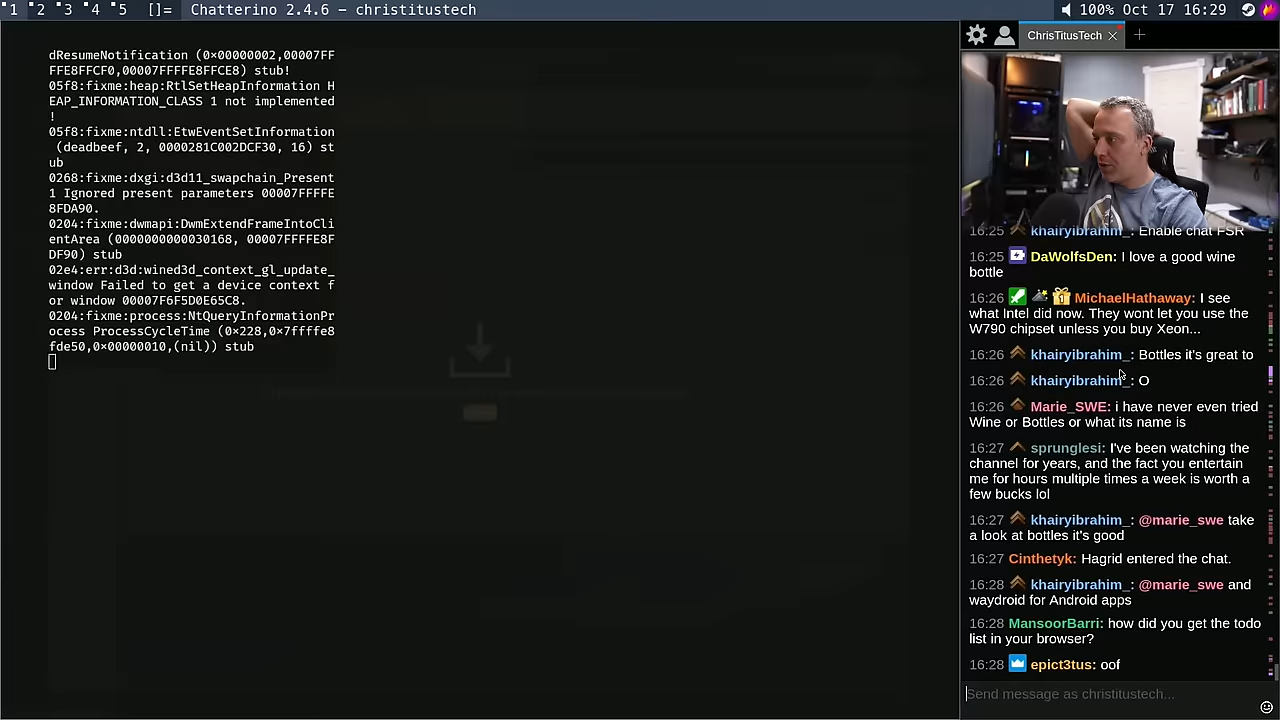 1 2 3 4 5 []= Chatterino 2.4.6 - christitustech 100% Oct 17 16:29
dResumeNotification (0×00000002,00007FF
FFE8FFCF0,00007FFFFE8FFCE8) stub!
05f8:fixme:heap:RtlSetHeapInformation H
EAP_INFORMATION_CLASS 1 not implemented
!
05f8:fixme:ntdll:EtwEventSetInformation
(deadbeef, 2, 0000281C002DCF30, 16) st
ub
0268:fixme:dxgi:d3d11_swapchain_Present
1 Ignored present parameters 00007FFFFE
8FDA90.
0204:fixme:dwmapi:DwmExtendFrameIntoCli
entArea (0000000000030168, 00007FFFFE8F
DF90) stub
02e4:err:d3d:wined3d_context_gl_update_
window Failed to get a device context f
or window 00007F6F5D0E65C8.
0204:fixme:process:NtQueryInformationPr
ocess ProcessCycleTime (0×228,0×7ffffe8
fde50,0×00000010,(nil)) stub
ChrisTitusTech
16:25 khairyibrahim_: Enable chat FSR
16:25 DaWolfsDen: I love a good wine
bottle
16:26 MichaelHathaway: I see
what Intel did now. They wont let you use the
W790 chipset unless you buy Xeon...
16:26 khairyibrahim_: Bottles it's great to
16:26 khairyibrahim_: O
16:26 Marie_SWE: i have never even tried
Wine or Bottles or what its name is
16:27 sprunglesi: I've been watching the
channel for years, and the fact you entertain
me for hours multiple times a week is worth a
few bucks lol
16:27 khairyibrahim_: @marie_swe take
a look at bottles it's good
16:27 Cinthetyk: Hagrid entered the chat.
16:28 khairyibrahim_: @marie_swe and
waydroid for Android apps
16:28 MansoorBarri: how did you get the todo
list in your browser?
16:28 epict3tus: oof
Send message as christitustech...